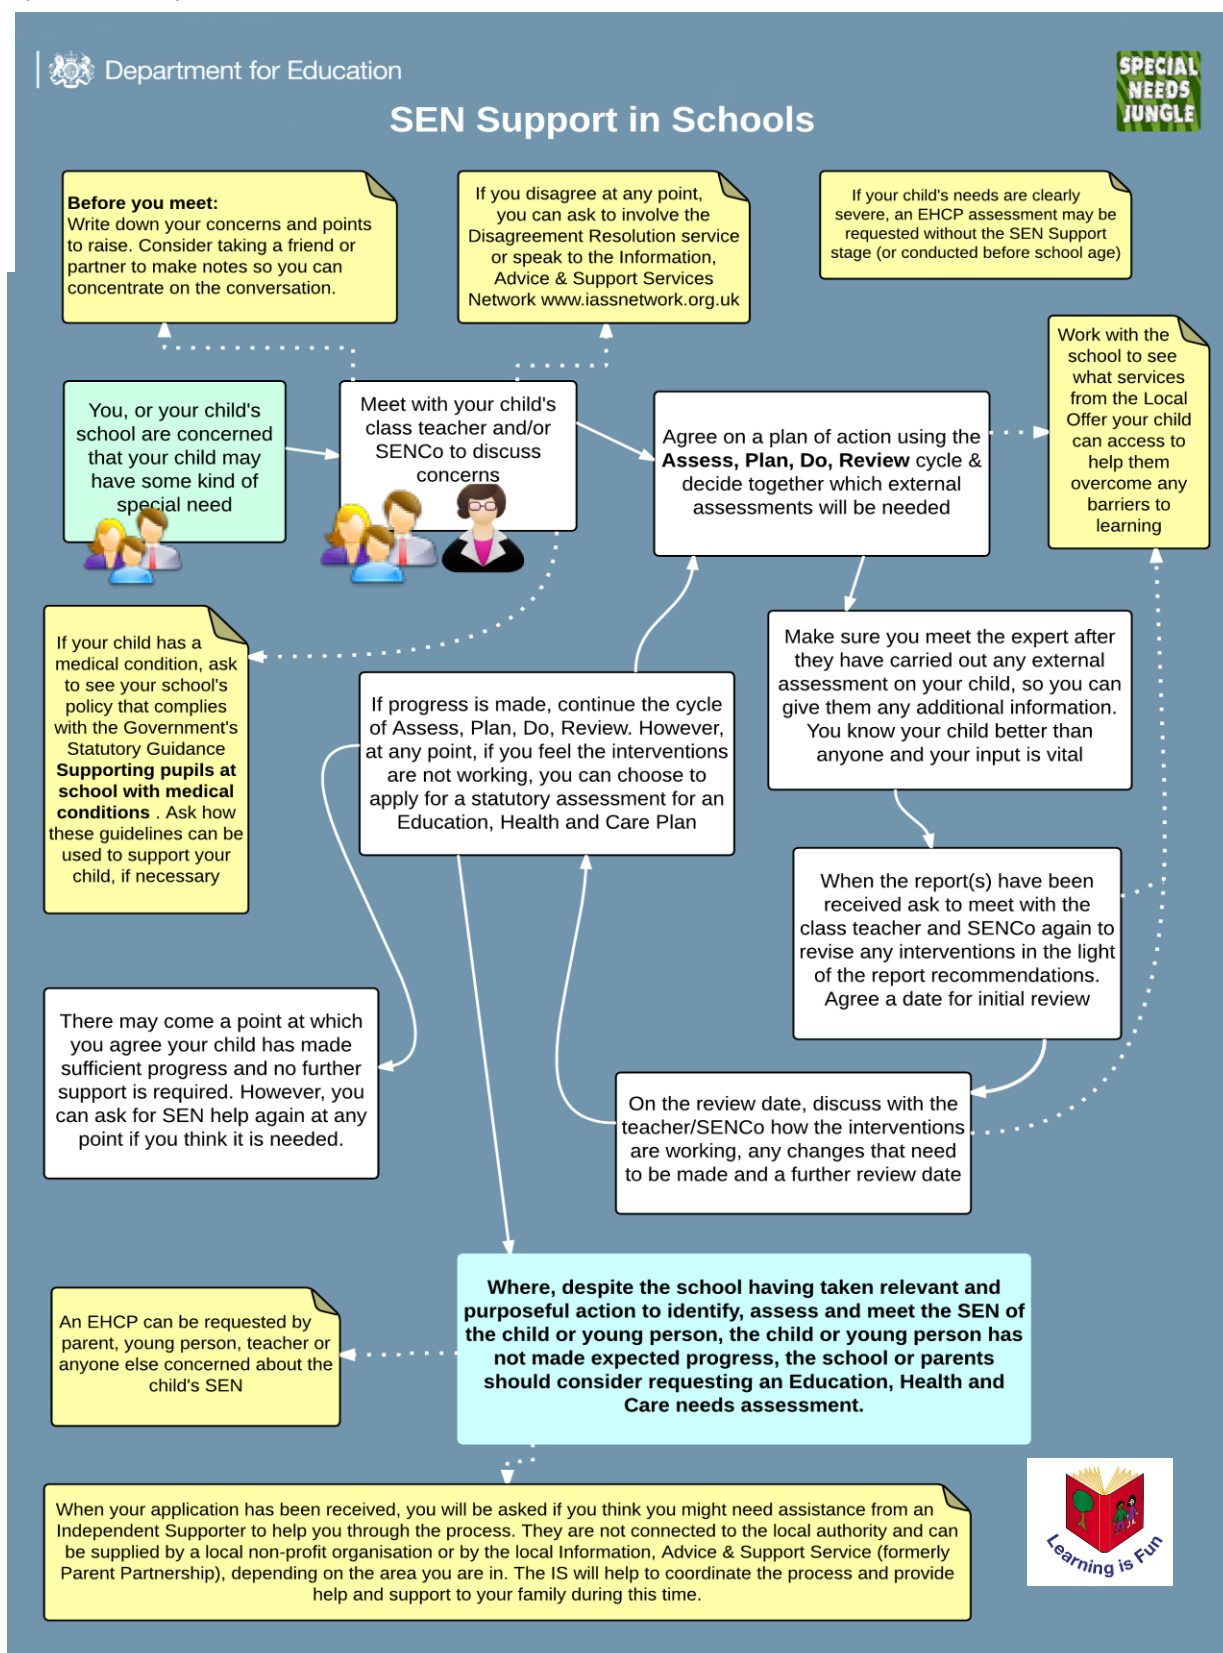 Department for Education
SPECIAL
NEEDS
JUNGLE
SEN Support in Schools
Before you meet:
Write down your concerns and points
to raise. Consider taking a friend or
partner to make notes so you can
concentrate on the conversation.
If you disagree at any point,
you can ask to involve the
Disagreement Resolution service
or speak to the Information,
Advice & Support Services
Network www.iassnetwork.org.uk
If your child's needs are clearly
severe, an EHCP assessment may be
requested without the SEN Support
stage (or conducted before school age)
Work with the
school to see
what services
from the Local
Offer your child
can access to
help them
overcome any
barriers to
learning
You, or your child's
school are concerned
that your child may
have some kind of
special need
Meet with your child's
class teacher and/or
SENCo to discuss
concerns
Agree on a plan of action using the
Assess, Plan, Do, Review cycle &
decide together which external
assessments will be needed
If your child has a
medical condition, ask
to see your school's
policy that complies
with the Government's
Statutory Guidance
Supporting pupils at
school with medical
conditions . Ask how
these guidelines can be
used to support your
child, if necessary
If progress is made, continue the cycle
of Assess, Plan, Do, Review. However,
at any point, if you feel the interventions
are not working, you can choose to
apply for a statutory assessment for an
Education, Health and Care Plan
Make sure you meet the expert after
they have carried out any external
assessment on your child, so you can
give them any additional information.
You know your child better than
anyone and your input is vital
When the report(s) have been
received ask to meet with the
class teacher and SENCo again to
revise any interventions in the light
of the report recommendations.
Agree a date for initial review
There may come a point at which
you agree your child has made
sufficient progress and no further
support is required. However, you
can ask for SEN help again at any
point if you think it is needed.
On the review date, discuss with the
teacher/SENCo how the interventions
are working, any changes that need
to be made and a further review date
Where, despite the school having taken relevant and
purposeful action to identify, assess and meet the SEN of
the child or young person, the child or young person has
not made expected progress, the school or parents
should consider requesting an Education, Health and
Care needs assessment.
An EHCP can be requested by
parent, young person, teacher or
anyone else concerned about the
child's SEN
When your application has been received, you will be asked if you think you might need assistance from an
Independent Supporter to help you through the process. They are not connected to the local authority and can
be supplied by a local non-profit organisation or by the local Information, Advice & Support Service (formerly
Parent Partnership), depending on the area you are in. The IS will help to coordinate the process and provide
help and support to your family during this time.
Learning is Fun